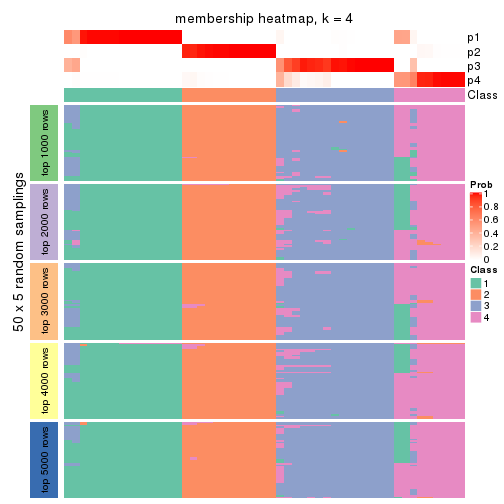 membership heatmap, k = 4
p1
p2
p3
p4
Class
50 x 5 random samplings
top 1000 rows
top 2000 rows
top 3000 rows
top 4000 rows
top 5000 rows
Prob
1
0.8
0.6
0.4
0.2
0
Class
1
2
3
4